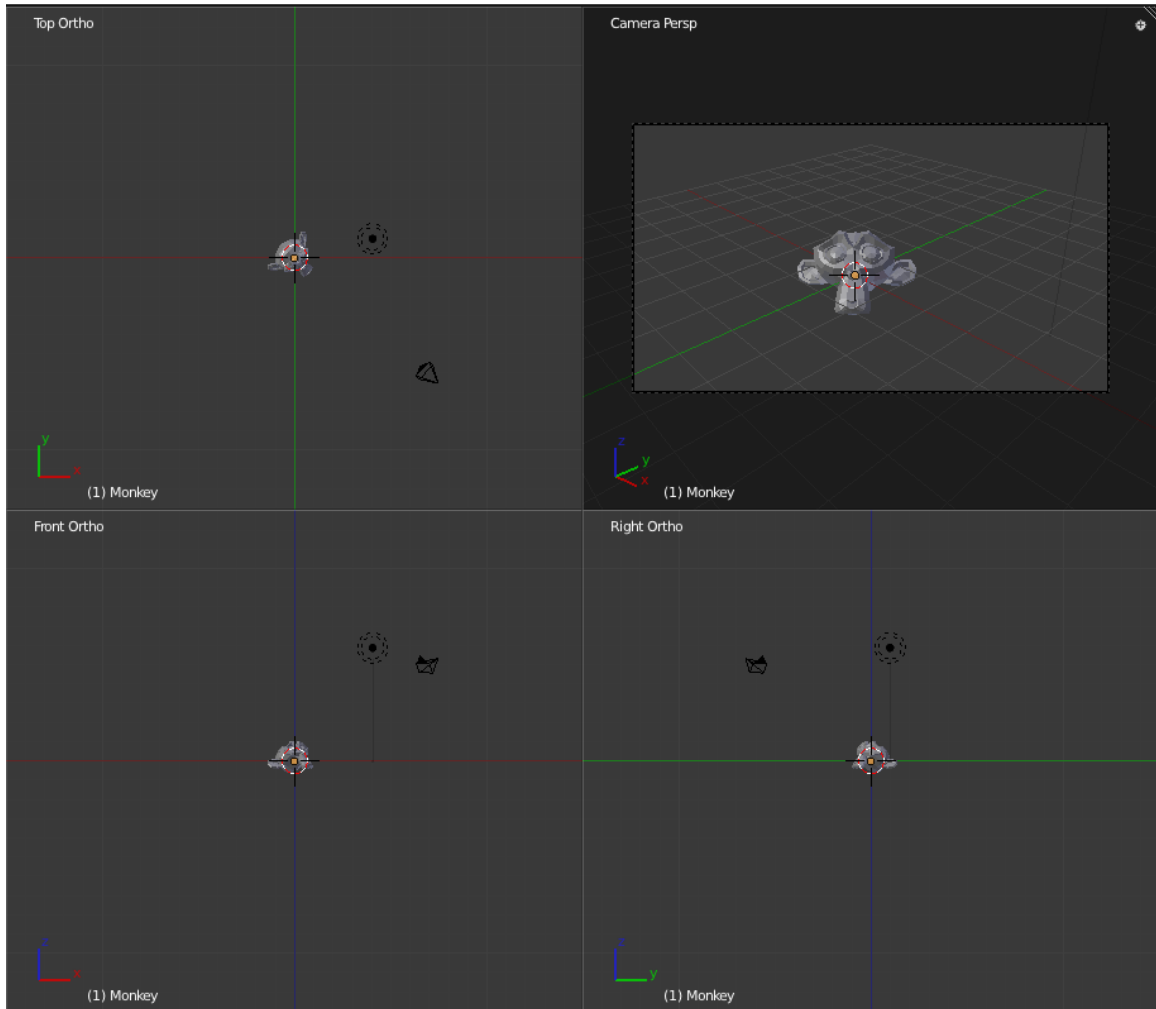 Top Ortho
y
x
(1) Monkey
Camera Persp
z
y
x
(1) Monkey
Front Ortho
z
x
(1) Monkey
Right Ortho
z
y
(1) Monkey